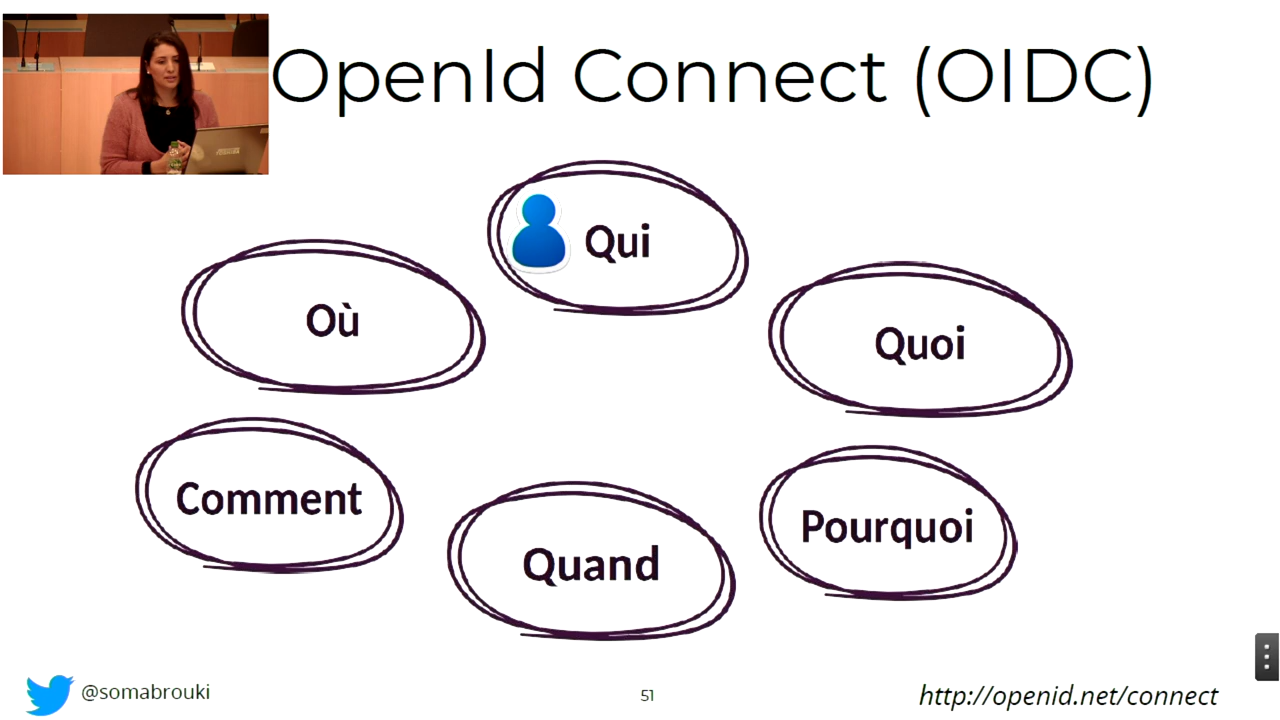 OpenId Connect (OIDC)
Qui
Où
Quoi
Comment
Pourquoi
Quand
@somabrouki
51
http://openid.net/connect